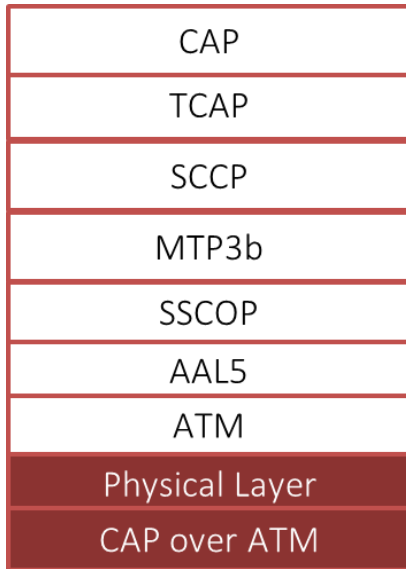 CAP
TCAP
SCCP
MTP3b
SSCOP
AAL5
ATM
Physical Layer
CAP over ATM